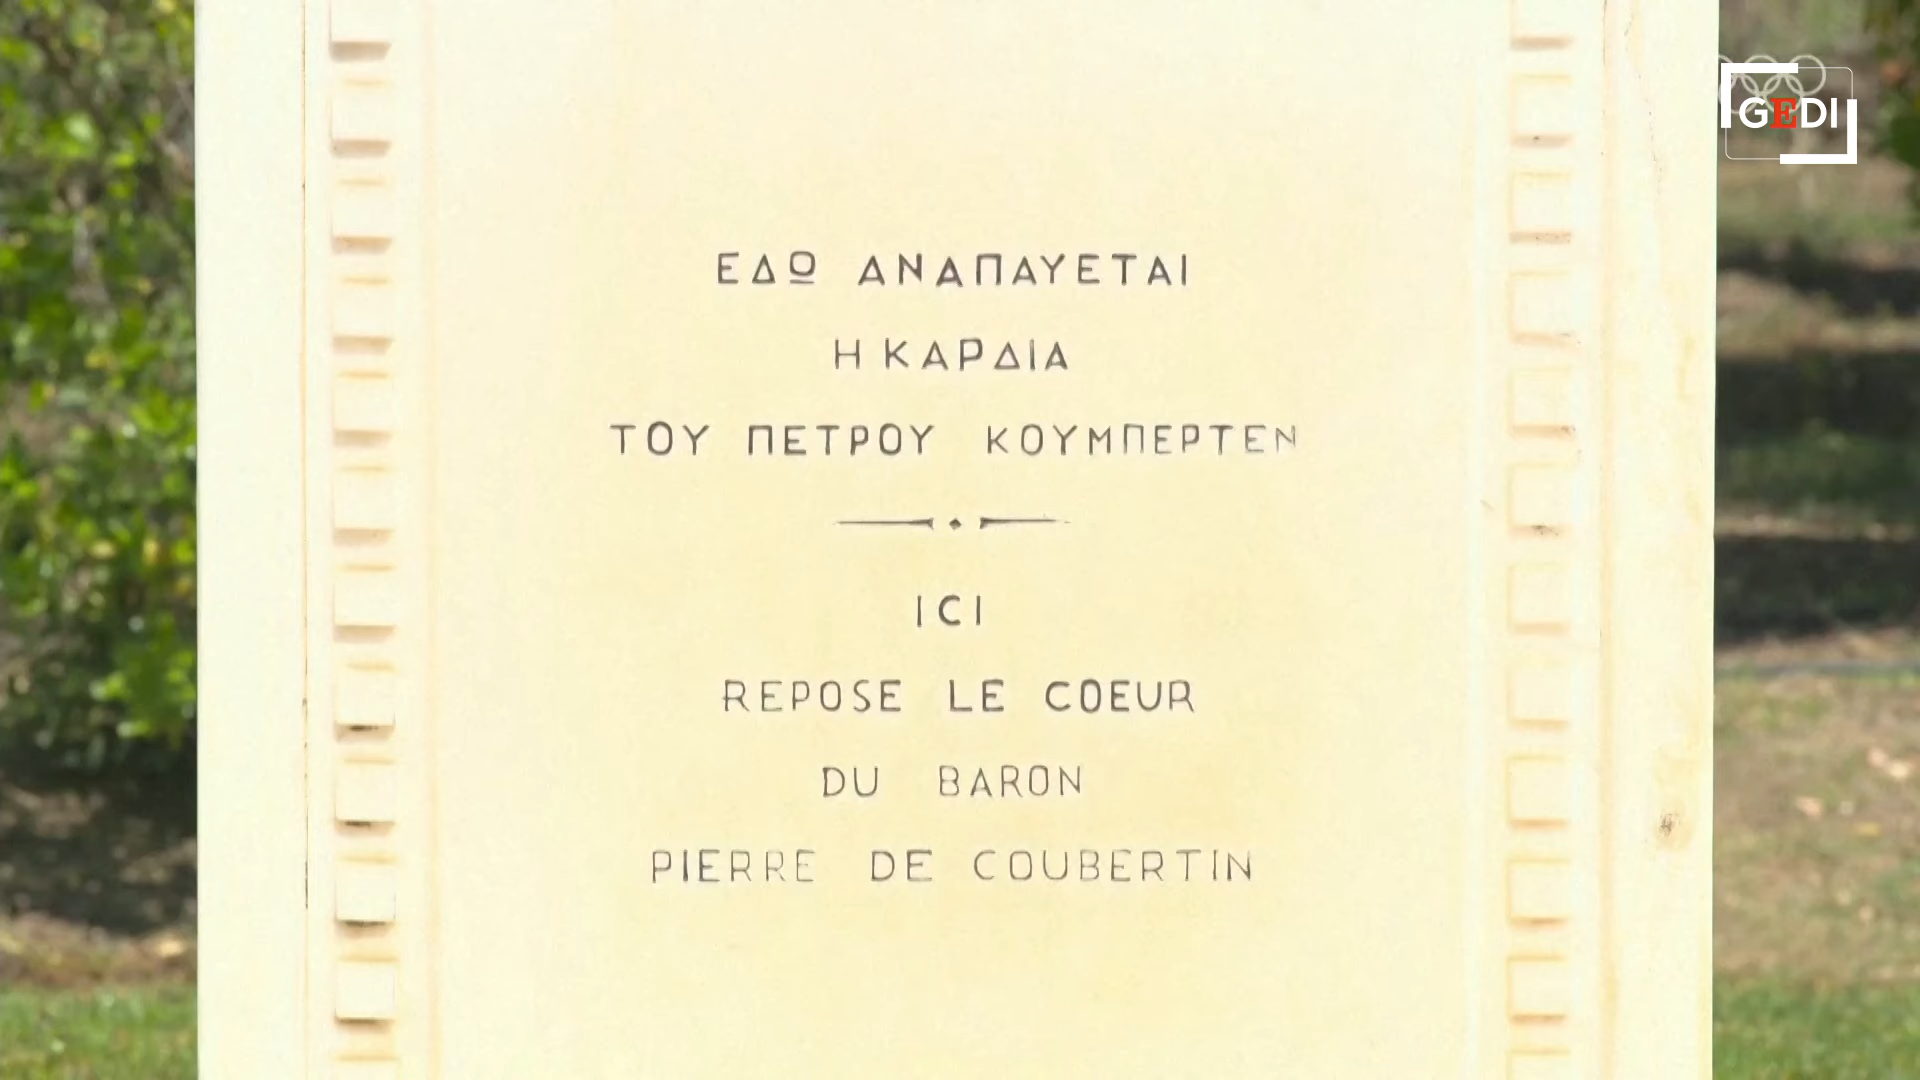 GEDI
ΕΔΩ ΑΝΑΠΑΥΕΤΑΙ
Η ΚΑΡΔΙΑ
ΤΟΥ ΠΕΤΡΟΥ ΚΟΥΜΠΕΡΤΕΝ
ICI
REPOSE LE COEUR
DU BARON
PIERRE DE COUBERTIN